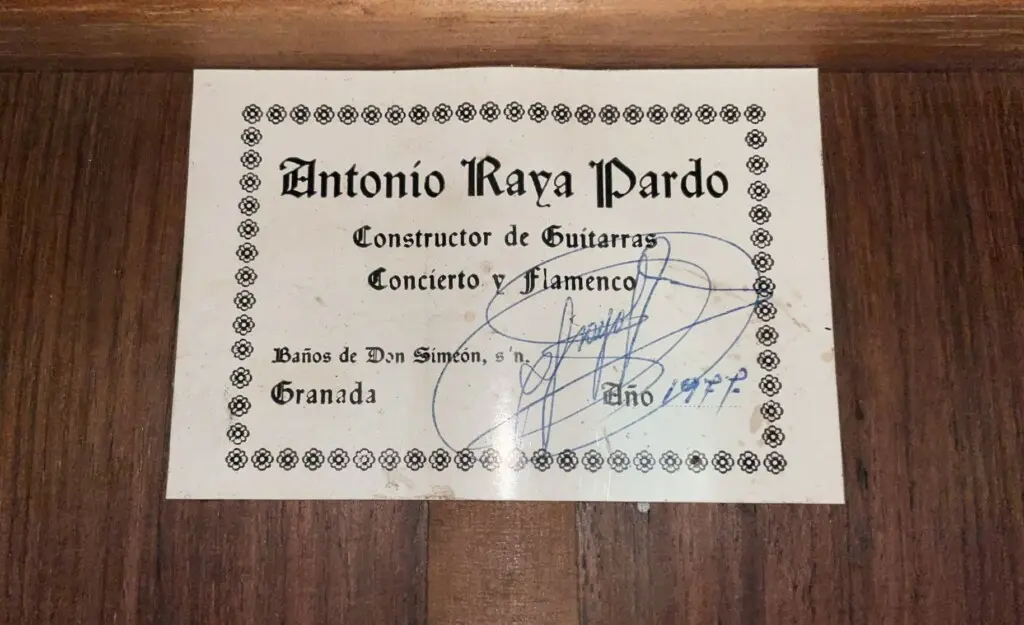 Antonio Raya Pardo
Constructor de Guitarras
Concierto y Flamenco
Baños de Don Simeón, s/n.
Granada
Año 1977